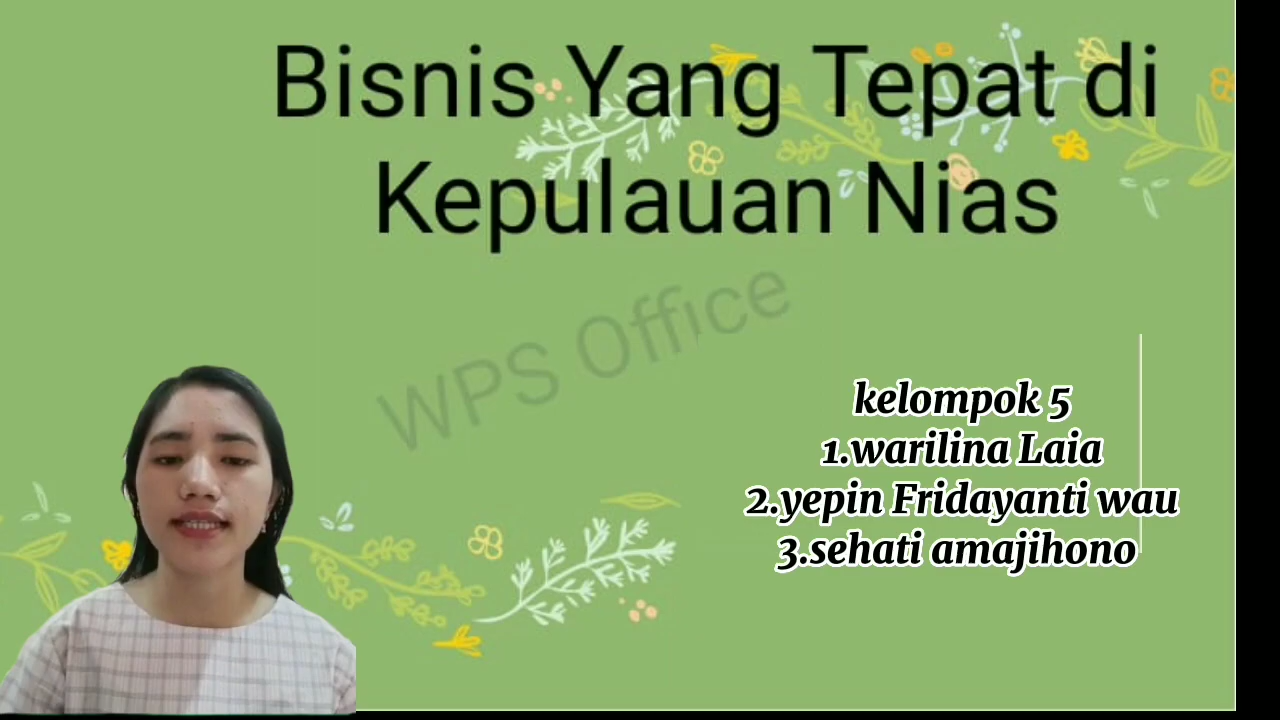 Bisnis Yang Tepat di
Kepulauan Nias
WPS Office
kelompok 5
1.warilina Laia
2.yepin Fridayanti wau
3.sehati amajihono